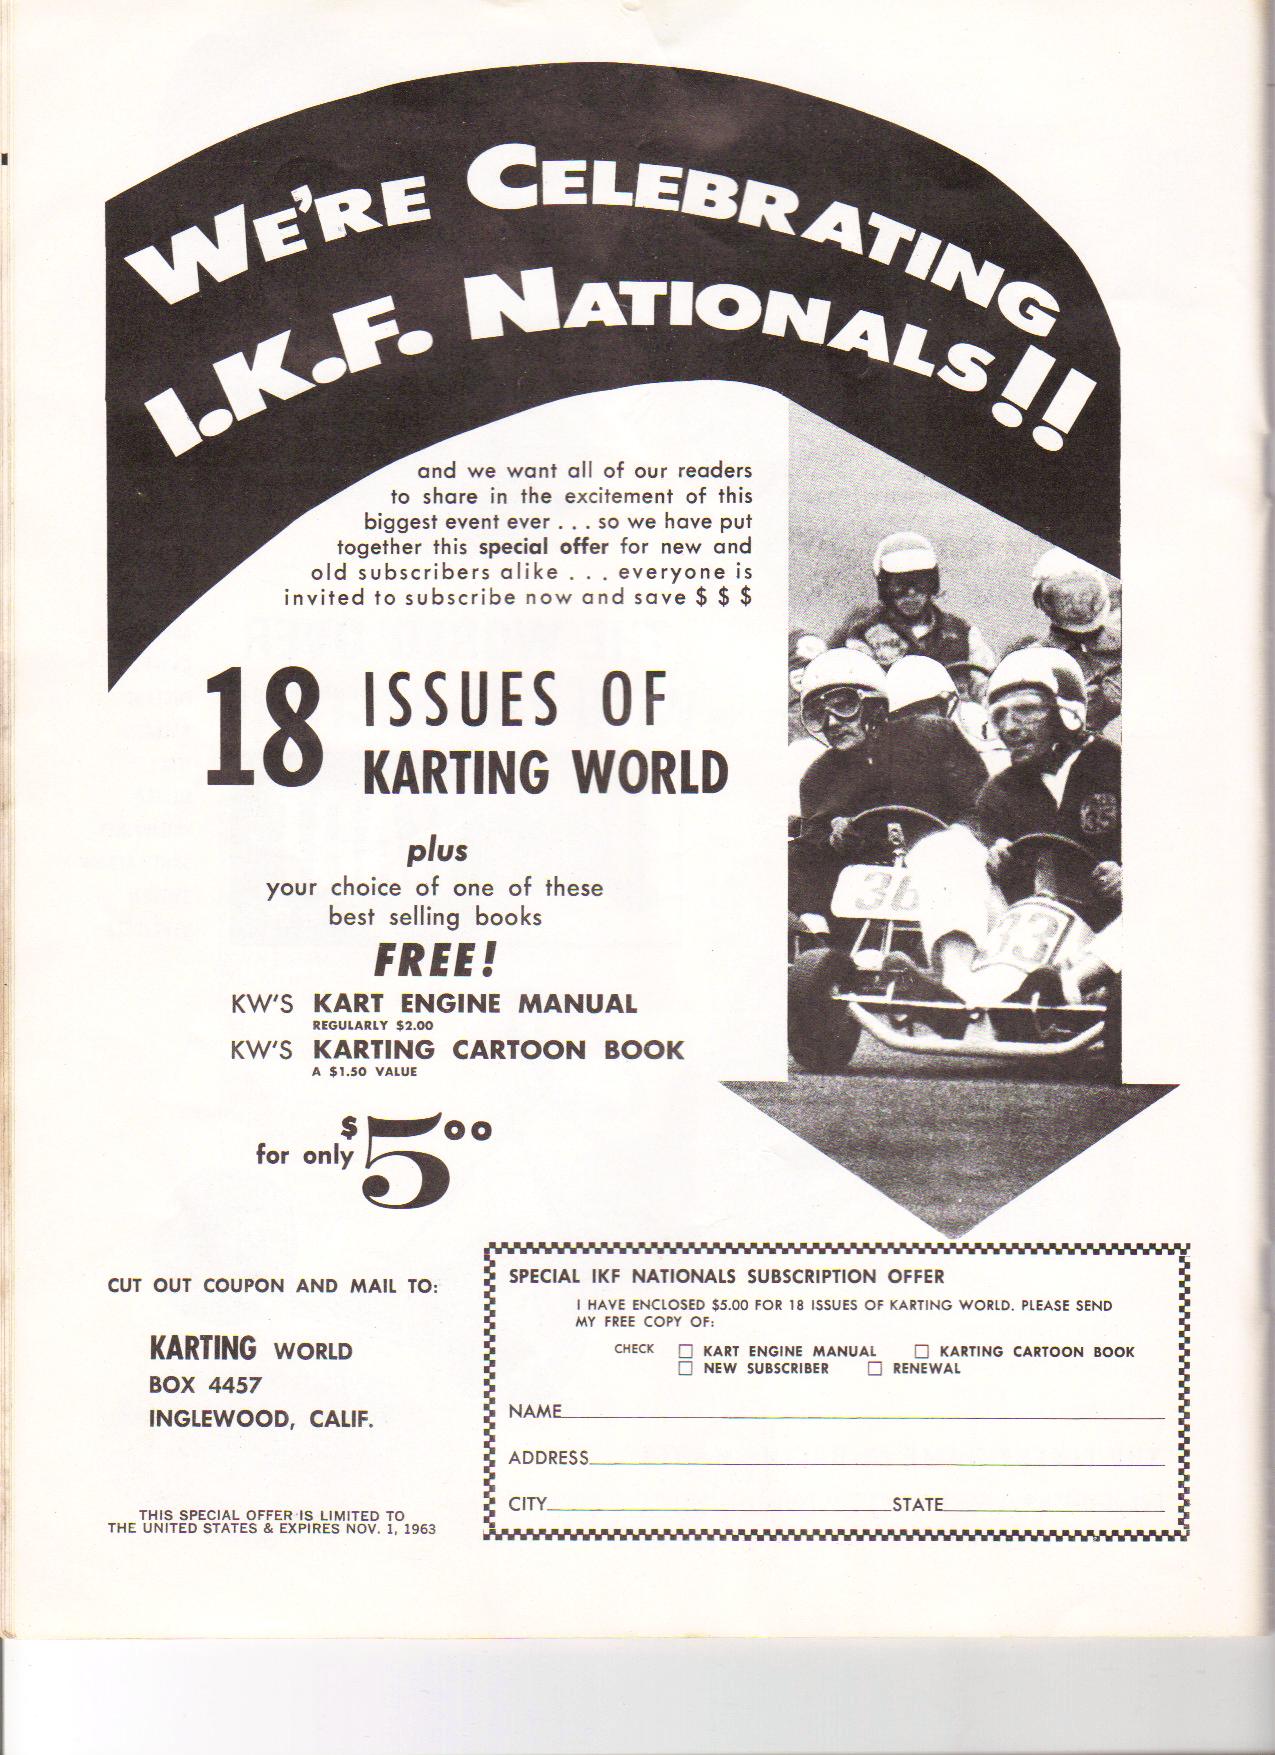 WE'RE CELEBRATING
I.K.F. NATIONALS!!
and we want all of our readers
to share in the excitement of this
biggest event ever . . . so we have put
together this special offer for new and
old subscribers alike . . . everyone is
invited to subscribe now and save $ $ $
18 ISSUES OF
KARTING WORLD
plus
your choice of one of these
best selling books
FREE!
KW'S KART ENGINE MANUAL
REGULARLY $2.00
KW'S KARTING CARTOON BOOK
A $1.50 VALUE
for only $5.00
36
33
CUT OUT COUPON AND MAIL TO:
KARTING WORLD
BOX 4457
INGLEWOOD, CALIF.
THIS SPECIAL OFFER IS LIMITED TO
THE UNITED STATES & EXPIRES NOV. 1, 1963
SPECIAL IKF NATIONALS SUBSCRIPTION OFFER
I HAVE ENCLOSED $5.00 FOR 18 ISSUES OF KARTING WORLD. PLEASE SEND
MY FREE COPY OF:
CHECK KART ENGINE MANUAL KARTING CARTOON BOOK
NEW SUBSCRIBER RENEWAL
NAME
ADDRESS
CITY STATE